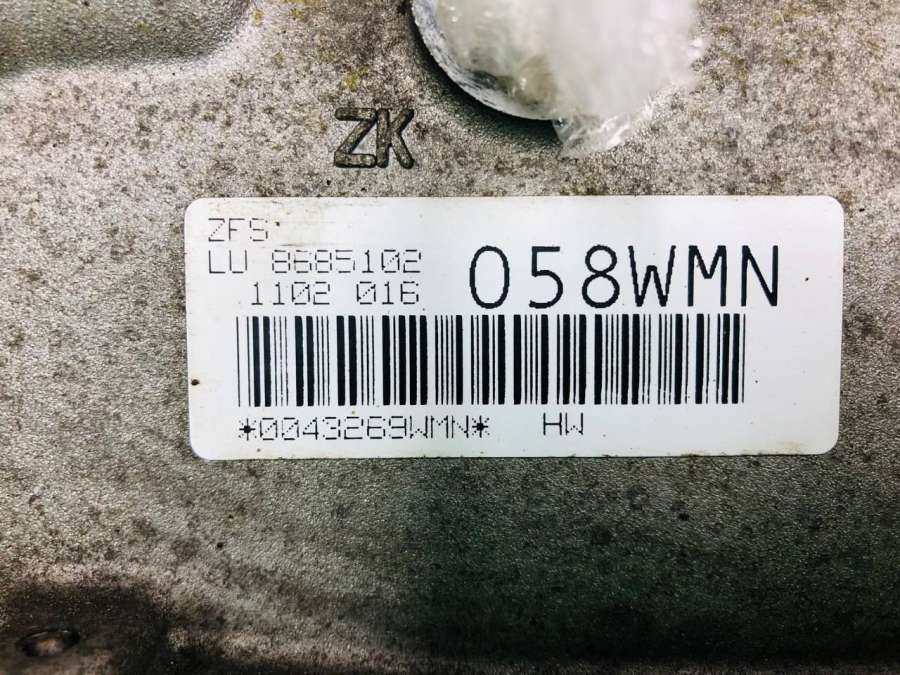 ZK
ZFS
LU 8685102
1102 016
058WMN
*0043269WMN* HW